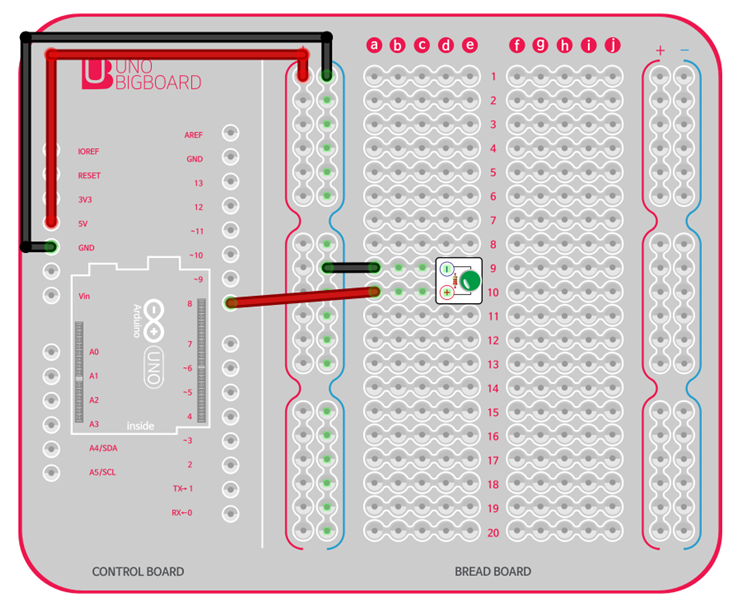 UNO
BIGBOARD
a b c d e f g h i j
+ −
AREF
IOREF
GND
RESET
13
3V3
12
5V
~11
GND
~10
~9
Vin
8
7
A0
~6
A1
~5
A2
4
A3
~3
A4/SDA
2
A5/SCL
TX→ 1
RX←0
Arduino
UNO
inside
1
2
3
4
5
6
7
8
9
10
11
12
13
14
15
16
17
18
19
20
− 
+
CONTROL BOARD
BREAD BOARD